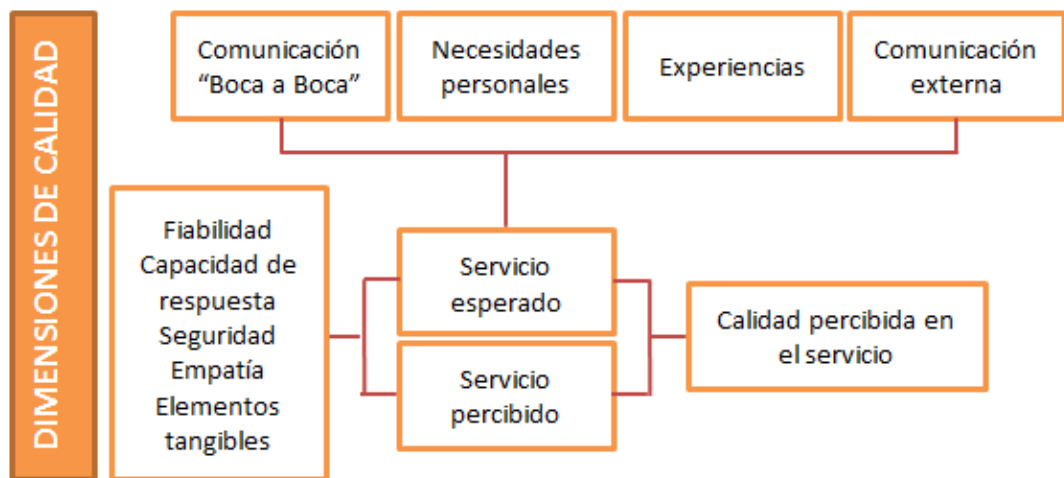 DIMENSIONES DE CALIDAD
Comunicación
“Boca a Boca”
Necesidades
personales
Experiencias
Comunicación
externa
Fiabilidad
Capacidad de
respuesta
Seguridad
Empatía
Elementos
tangibles
Servicio
esperado
Servicio
percibido
Calidad percibida en
el servicio